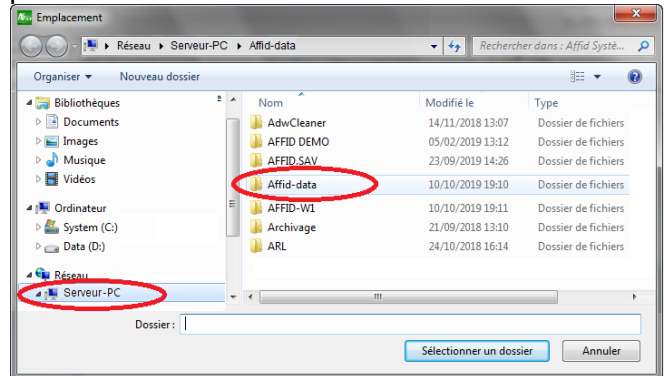 Emplacement
Réseau Serveur-PC Affid-data Rechercher dans : Affid Systè...
Organiser Nouveau dossier
Bibliothèques
Documents
Images
Musique
Vidéos
Ordinateur
System (C:)
Data (D:)
Réseau
Serveur-PC
Nom Modifié le Type
AdwCleaner 14/11/2018 13:07 Dossier de fichiers
AFFID DEMO 05/02/2019 13:12 Dossier de fichiers
AFFID.SAV 23/09/2019 14:26 Dossier de fichiers
Affid-data 10/10/2019 19:10 Dossier de fichiers
AFFID-W1 10/10/2019 19:11 Dossier de fichiers
Archivage 21/09/2018 13:10 Dossier de fichiers
ARL 24/10/2018 16:14 Dossier de fichiers
Dossier :
Sélectionner un dossier Annuler